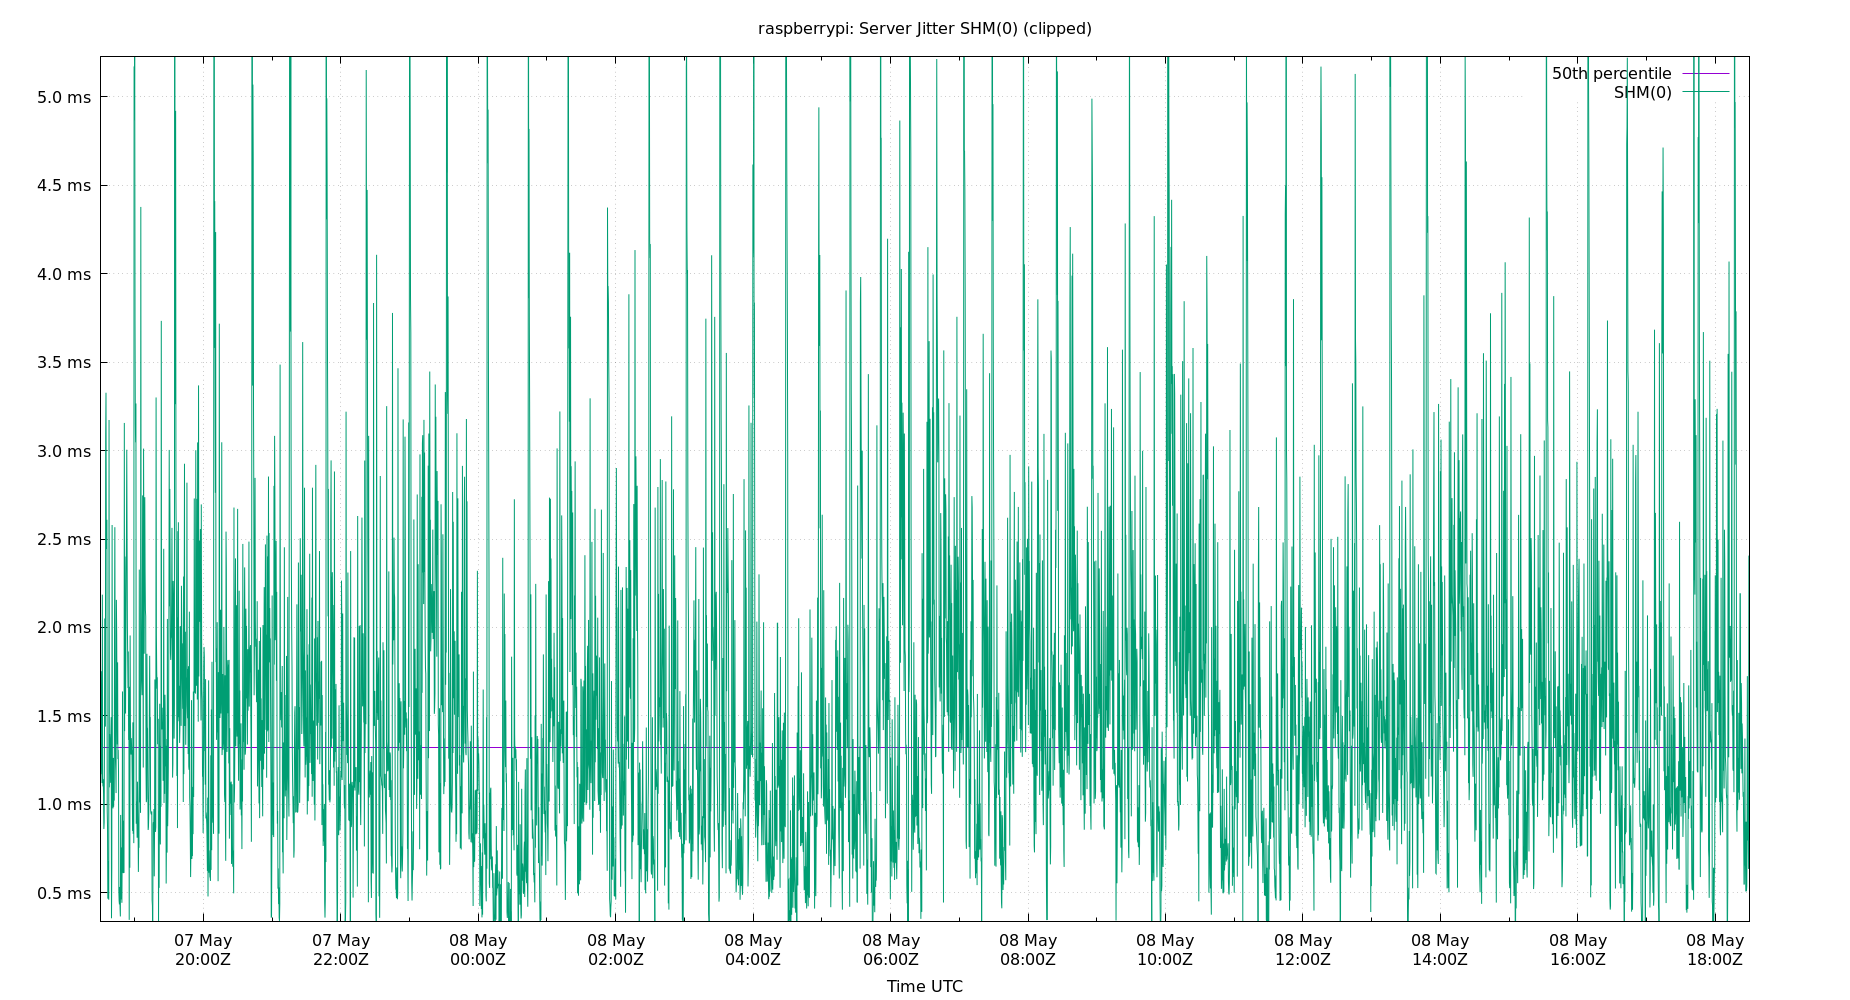 raspberrypi: Server Jitter SHM(0) (clipped)
50th percentile
SHM(0)
5.0 ms
4.5 ms
4.0 ms
3.5 ms
3.0 ms
2.5 ms
2.0 ms
1.5 ms
1.0 ms
0.5 ms
07 May 07 May 08 May 08 May 08 May 08 May 08 May 08 May 08 May 08 May 08 May 08 May
20:00Z 22:00Z 00:00Z 02:00Z 04:00Z 06:00Z 08:00Z 10:00Z 12:00Z 14:00Z 16:00Z 18:00Z
Time UTC